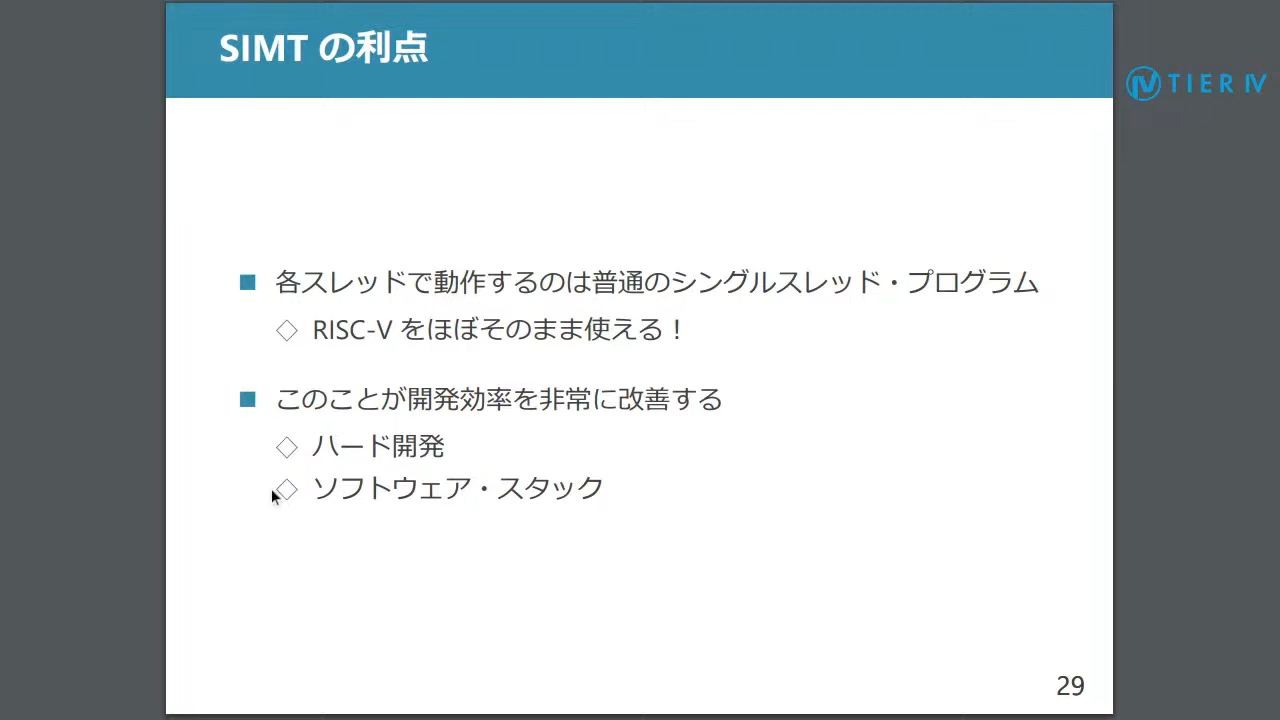 SIMT の利点
TIER IV
■ 各スレッドで動作するのは普通のシングルスレッド・プログラム
◇ RISC-V をほぼそのまま使える！
■ このことが開発効率を非常に改善する
◇ ハード開発
◇ ソフトウェア・スタック
29